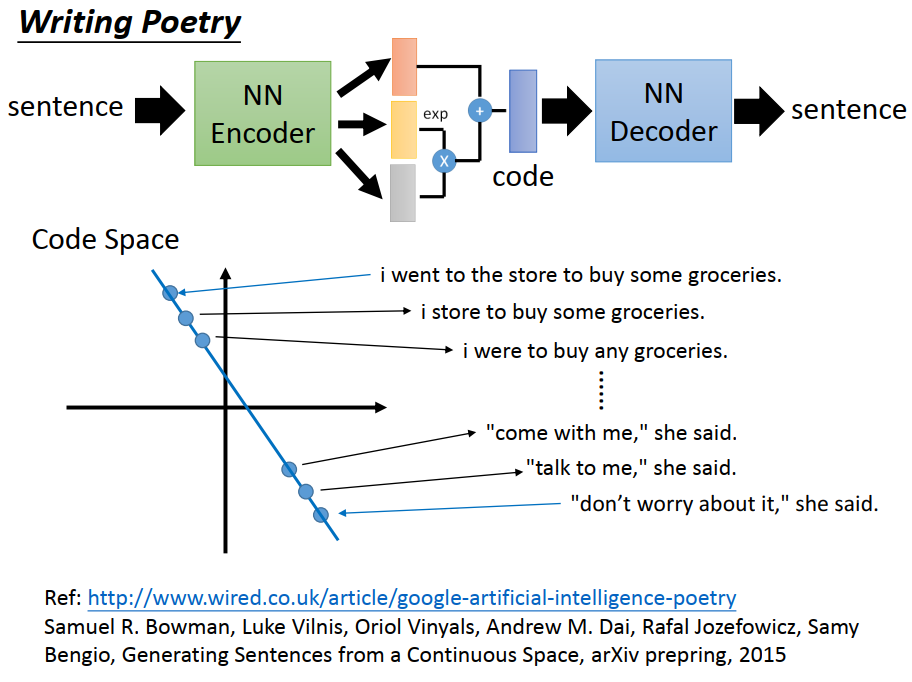 Writing Poetry
sentence
NN
Encoder
exp
+
X
code
NN
Decoder
sentence
Code Space
i went to the store to buy some groceries.
i store to buy some groceries.
i were to buy any groceries.
"come with me," she said.
"talk to me," she said.
"don’t worry about it," she said.
Ref: http://www.wired.co.uk/article/google-artificial-intelligence-poetry
Samuel R. Bowman, Luke Vilnis, Oriol Vinyals, Andrew M. Dai, Rafal Jozefowicz, Samy
Bengio, Generating Sentences from a Continuous Space, arXiv prepring, 2015